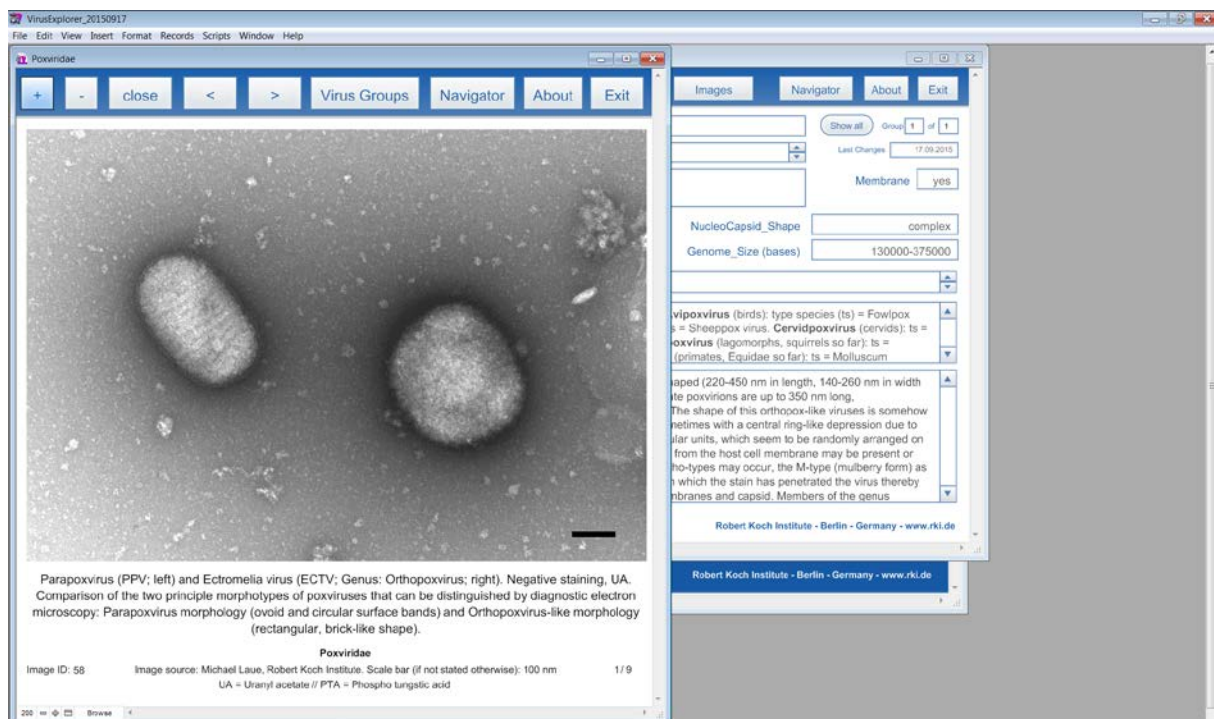 VirusExplorer_20150917
File Edit View Insert Format Records Scripts Window Help
Poxviridae
+ - close < > Virus Groups Navigator About Exit
Parapoxvirus (PPV; left) and Ectromelia virus (ECTV; Genus: Orthopoxvirus; right). Negative staining, UA.
Comparison of the two principle morphotypes of poxviruses that can be distinguished by diagnostic electron
microscopy: Parapoxvirus morphology (ovoid and circular surface bands) and Orthopoxvirus-like morphology
(rectangular, brick-like shape).
Poxviridae
Image ID: 58 Image source: Michael Laue, Robert Koch Institute. Scale bar (if not stated otherwise): 100 nm 1 / 9
UA = Uranyl acetate // PTA = Phospho tungstic acid
200 Browse
Images Navigator About Exit
Show all Group 1 of 1
Last Changes 17.09.2015
Membrane yes
NucleoCapsid_Shape complex
Genome_Size (bases) 130000-375000
vipoxvirus (birds): type species (ts) = Fowlpox
s = Sheeppox virus. Cervidpoxvirus (cervids): ts =
oxvirus (lagomorphs, squirrels so far): ts =
(primates, Equidae so far): ts = Molluscum
haped (220-450 nm in length, 140-260 nm in width
ate poxvirions are up to 350 nm long,
The shape of this orthopox-like viruses is somehow
metimes with a central ring-like depression due to
ular units, which seem to be randomly arranged on
from the host cell membrane may be present or
ho-types may occur, the M-type (mulberry form) as
n which the stain has penetrated the virus thereby
mbranes and capsid. Members of the genus
Robert Koch Institute - Berlin - Germany - www.rki.de
Robert Koch Institute - Berlin - Germany - www.rki.de